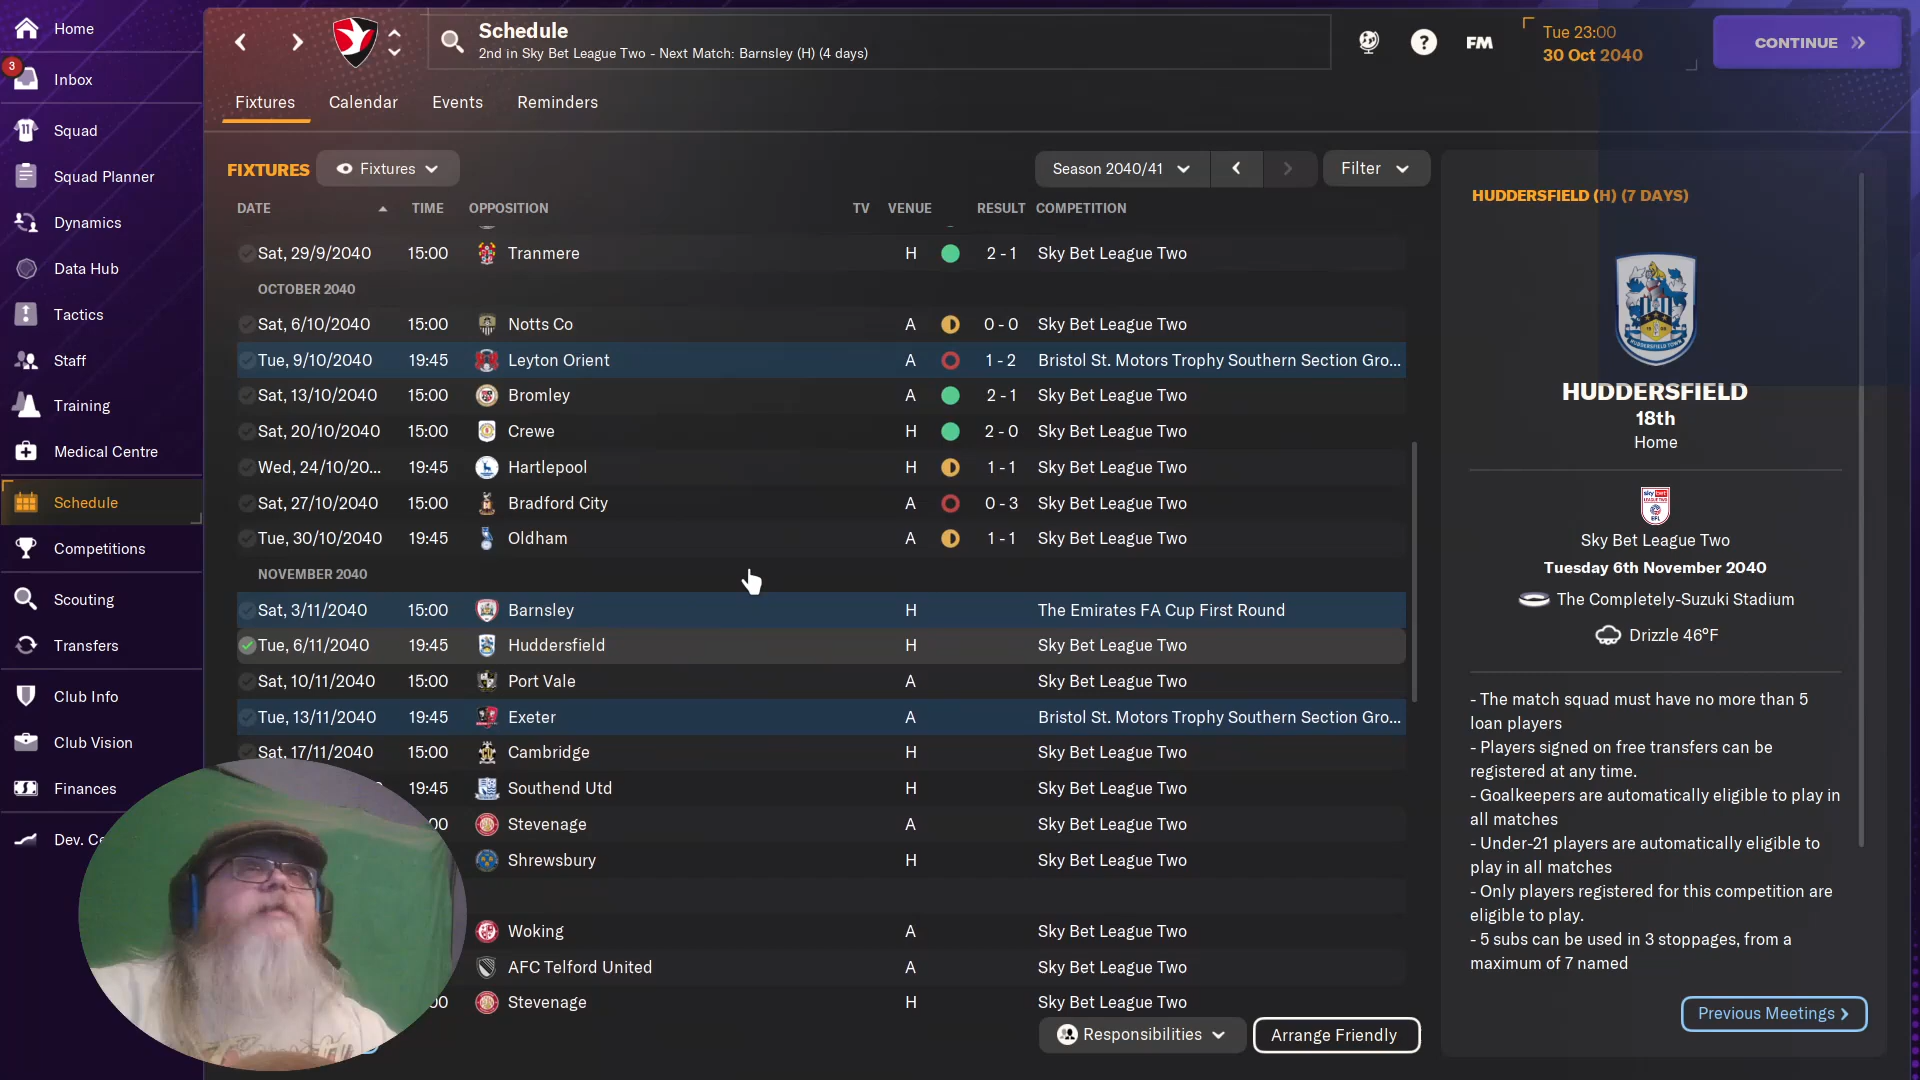 Home
3
Inbox
Squad
Squad Planner
Dynamics
Data Hub
Tactics
Staff
Training
Medical Centre
Schedule
Competitions
Scouting
Transfers
Club Info
Club Vision
Finances
Dev. Ce
Schedule
2nd in Sky Bet League Two - Next Match: Barnsley (H) (4 days)
?
FM
Tue 23:00
30 Oct 2040
CONTINUE
Fixtures
Calendar
Events
Reminders
FIXTURES
Fixtures
Season 2040/41
Filter
DATE TIME OPPOSITION TV VENUE RESULT COMPETITION
Sat, 29/9/2040 15:00 Tranmere H 2 - 1 Sky Bet League Two
OCTOBER 2040
Sat, 6/10/2040 15:00 Notts Co A 0 - 0 Sky Bet League Two
Tue, 9/10/2040 19:45 Leyton Orient A 1 - 2 Bristol St. Motors Trophy Southern Section Gro...
Sat, 13/10/2040 15:00 Bromley A 2 - 1 Sky Bet League Two
Sat, 20/10/2040 15:00 Crewe H 2 - 0 Sky Bet League Two
Wed, 24/10/20... 19:45 Hartlepool H 1 - 1 Sky Bet League Two
Sat, 27/10/2040 15:00 Bradford City A 0 - 3 Sky Bet League Two
Tue, 30/10/2040 19:45 Oldham A 1 - 1 Sky Bet League Two
NOVEMBER 2040
Sat, 3/11/2040 15:00 Barnsley H The Emirates FA Cup First Round
Tue, 6/11/2040 19:45 Huddersfield H Sky Bet League Two
Sat, 10/11/2040 15:00 Port Vale A Sky Bet League Two
Tue, 13/11/2040 19:45 Exeter A Bristol St. Motors Trophy Southern Section Gro...
Sat, 17/11/2040 15:00 Cambridge H Sky Bet League Two
19:45 Southend Utd H Sky Bet League Two
00 Stevenage A Sky Bet League Two
Shrewsbury H Sky Bet League Two
Woking A Sky Bet League Two
AFC Telford United A Sky Bet League Two
00 Stevenage H Sky Bet League Two
Responsibilities
Arrange Friendly
HUDDERSFIELD (H) (7 DAYS)
HUDDERSFIELD
18th
Home
Sky Bet League Two
Tuesday 6th November 2040
The Completely-Suzuki Stadium
Drizzle 46°F
- The match squad must have no more than 5
loan players
- Players signed on free transfers can be
registered at any time.
- Goalkeepers are automatically eligible to play in
all matches
- Under-21 players are automatically eligible to
play in all matches
- Only players registered for this competition are
eligible to play.
- 5 subs can be used in 3 stoppages, from a
maximum of 7 named
Previous Meetings